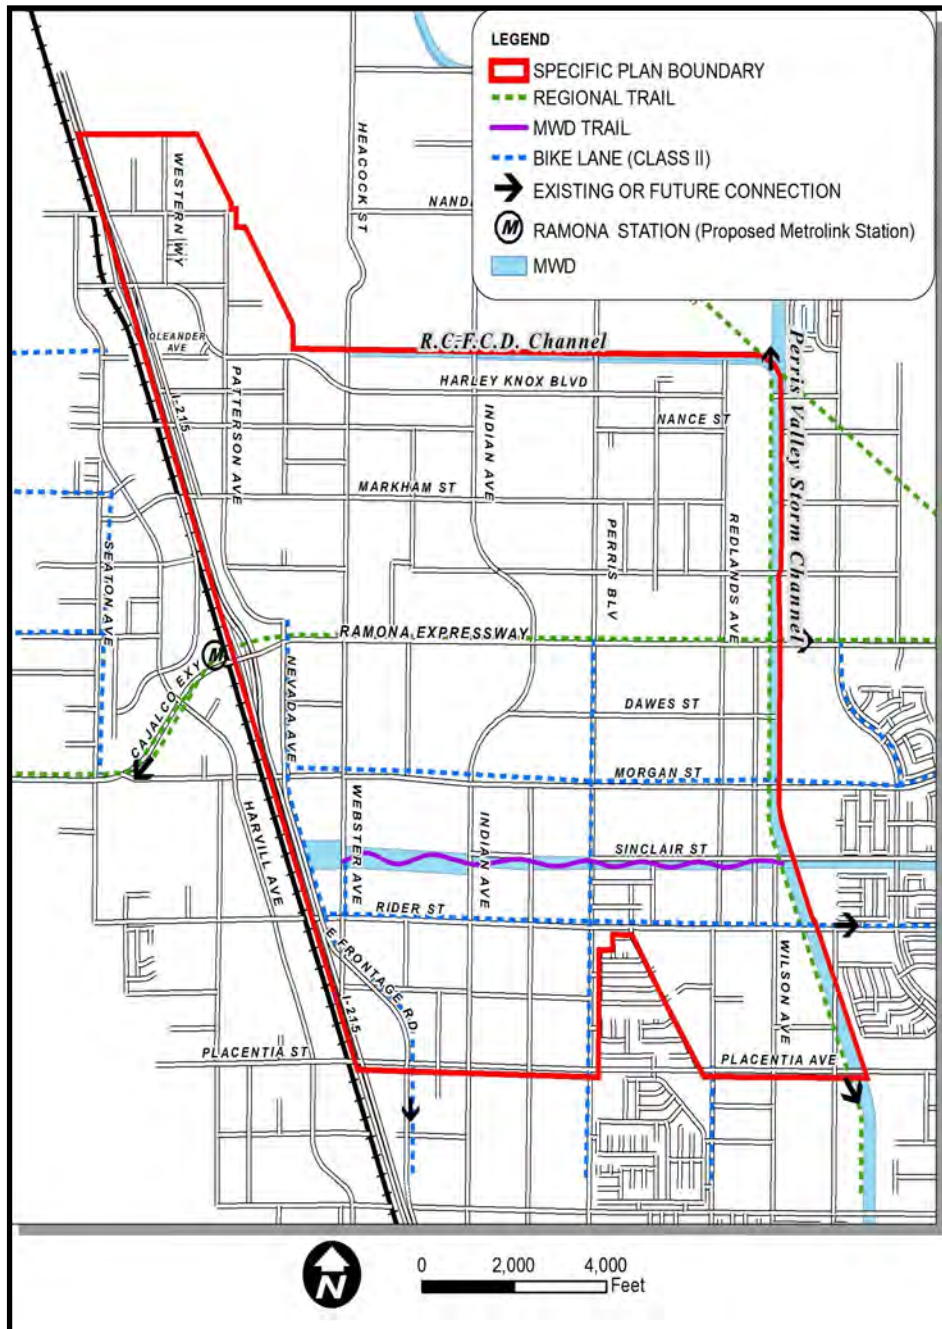 LEGEND
SPECIFIC PLAN BOUNDARY
REGIONAL TRAIL
MWD TRAIL
BIKE LANE (CLASS II)
EXISTING OR FUTURE CONNECTION
M RAMONA STATION (Proposed Metrolink Station)
MWD
HEACOCK ST
WESTERN WY
NANDI
R.C.F.C.D. Channel
Perris Valley Storm Channel
OLEANDER
AVE
HARLEY KNOX BLVD
PATTERSON AVE
I-215
INDIAN AVE
NANCE ST
MARKHAM ST
SEATON AVE
PERRIS BLV
REDLANDS AVE
RAMONA EXPRESSWAY
M
CAJALCO EXY
NEVADA AVE
DAWES ST
MORGAN ST
HARVILL AVE
WEBSTER AVE
INDIAN AVE
SINCLAIR ST
RIDER ST
E FRONTAGE RD
WILSON AVE
I-215
PLACENTIA ST
PLACENTIA AVE
N
0 2,000 4,000
Feet